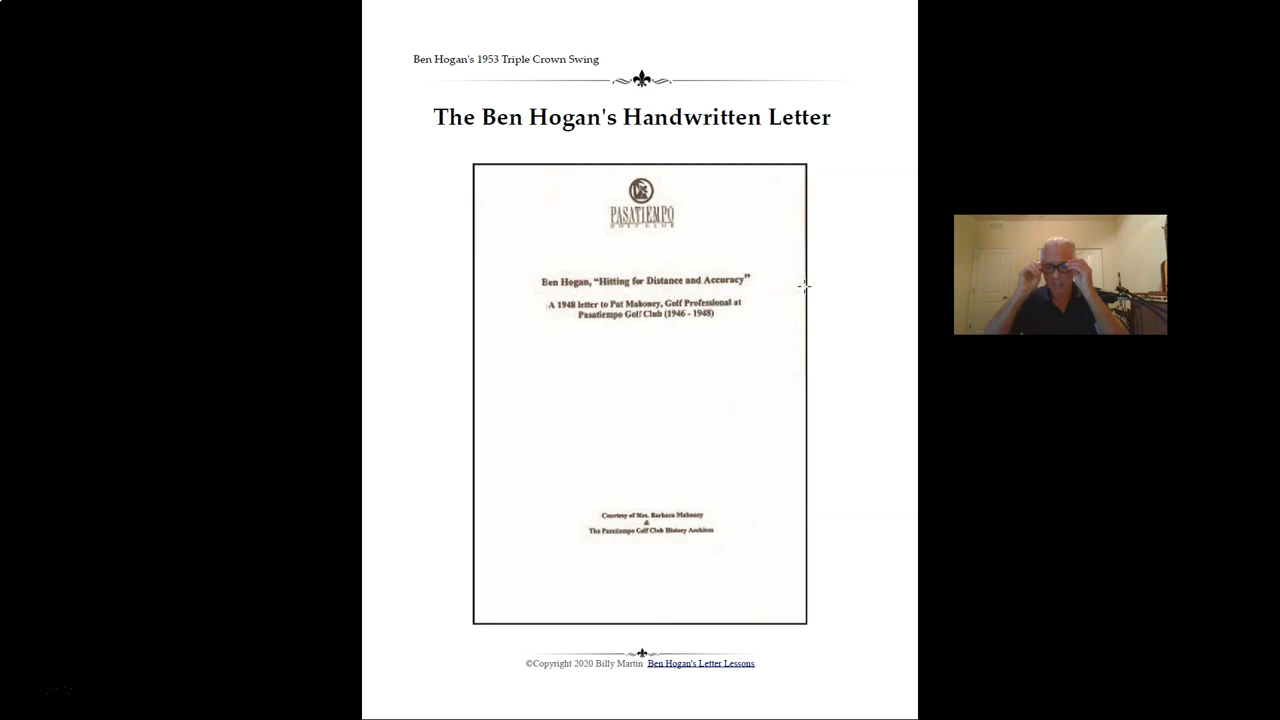 Ben Hogan's 1953 Triple Crown Swing
The Ben Hogan's Handwritten Letter
PASATIEMPO
GOLF CLUB
Ben Hogan, “Hitting for Distance and Accuracy”
A 1948 letter to Pat Mahoney, Golf Professional at
Pasatiempo Golf Club (1946 - 1948)
Courtesy of Mrs. Barbara Mahoney
&
The Pasatiempo Golf Club History Archives
©Copyright 2020 Billy Martin Ben Hogan's Letter Lessons